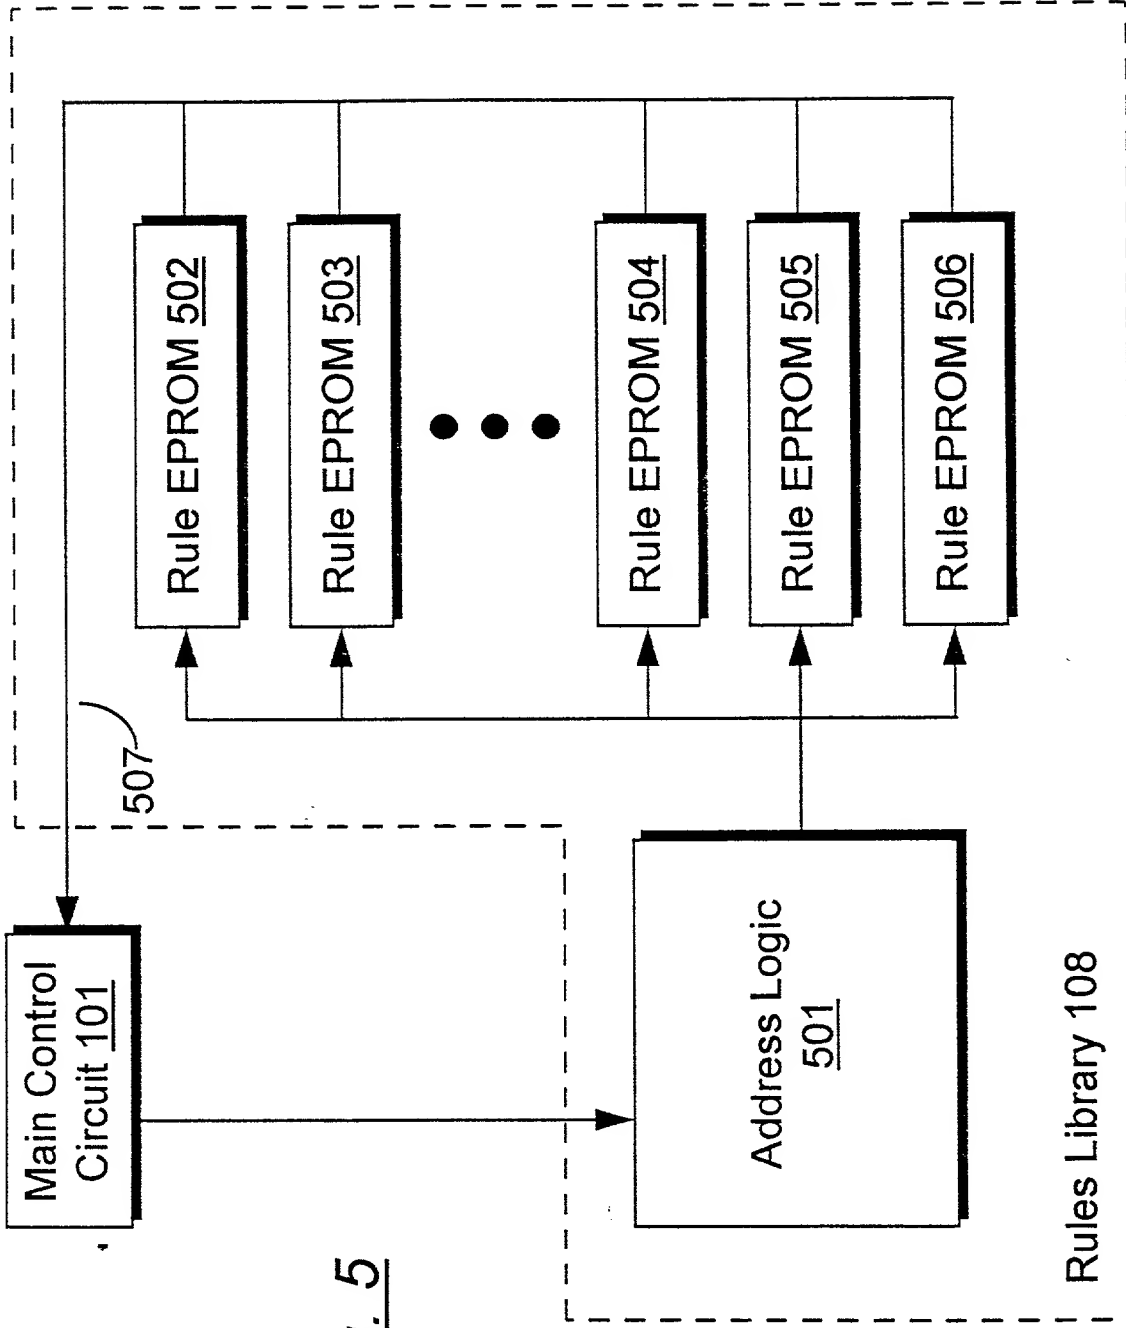 Main Control
Circuit 101
507
Rule EPROM 502
Rule EPROM 503
Rule EPROM 504
Rule EPROM 505
Rule EPROM 506
Address Logic
501
Rules Library 108
5